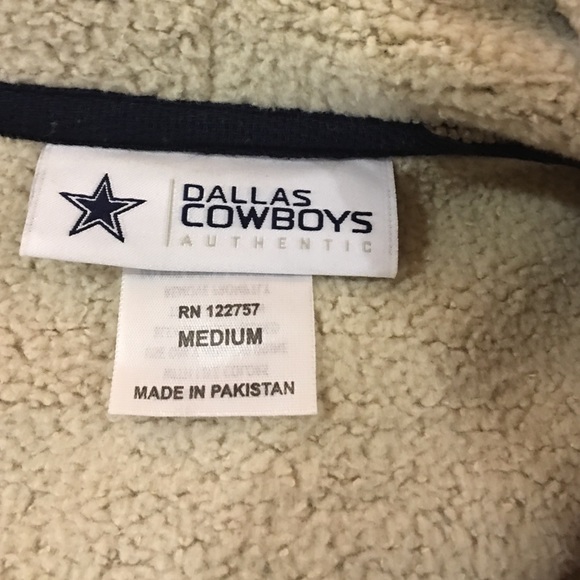 DALLAS
COWBOYS
AUTHENTIC
RN 122757
MEDIUM
MADE IN PAKISTAN